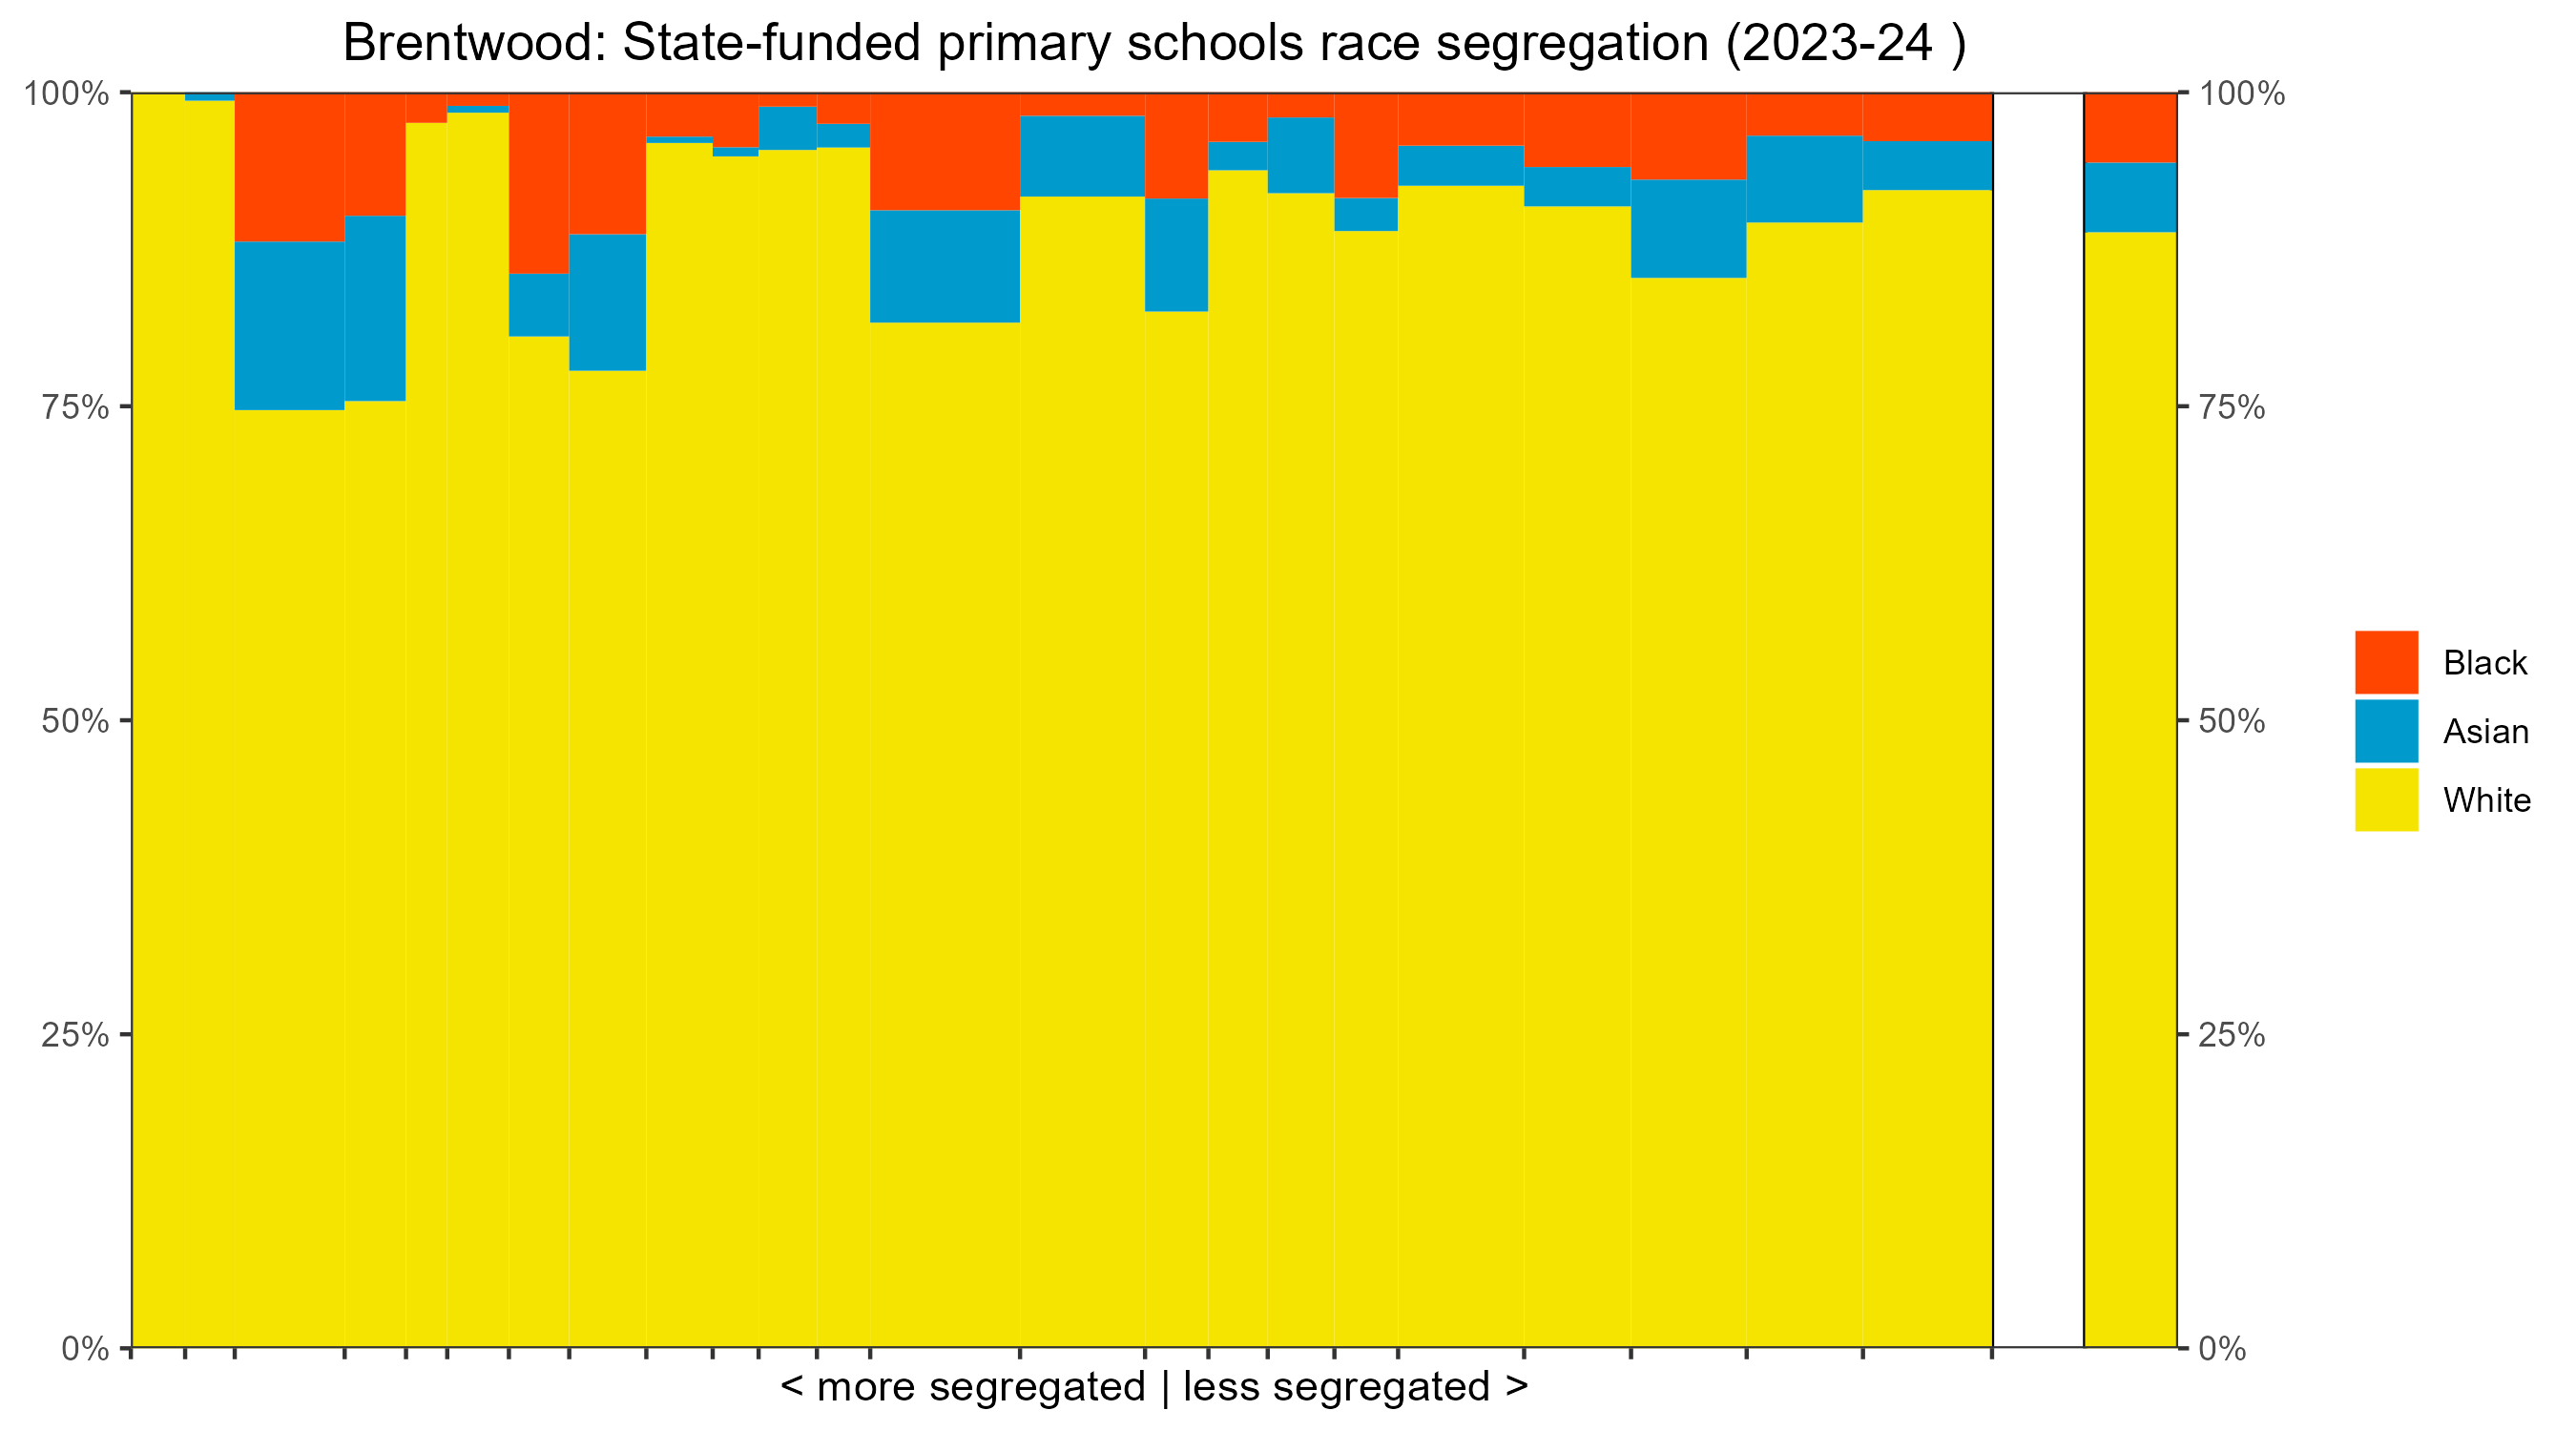 Brentwood: State-funded primary schools race segregation (2023-24 )
100%
75%
50%
25%
0%
100%
75%
50%
25%
0%
Black
Asian
White
< more segregated | less segregated >